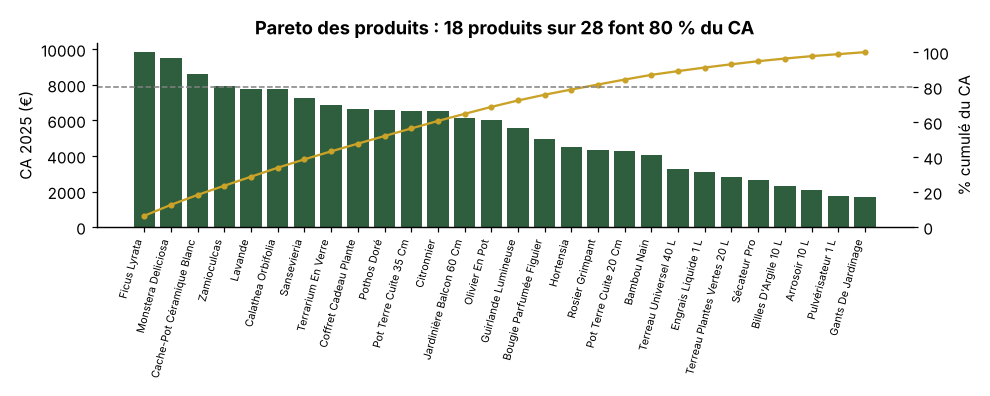 Pareto des produits : 18 produits sur 28 font 80 % du CA
CA 2025 (€)
10000
8000
6000
4000
2000
0
100
80
60
40
20
0
% cumulé du CA
Ficus Lyrata
Monstera Deliciosa
Cache-Pot Céramique Blanc
Zamioculcas
Lavande
Calathea Orbifolia
Sansevieria
Terrarium En Verre
Coffret Cadeau Plante
Pothos Doré
Pot Terre Cuite 35 Cm
Citronnier
Jardinière Balcon 60 Cm
Olivier En Pot
Guirlande Lumineuse
Bougie Parfumée Figuier
Hortensia
Rosier Grimpant
Pot Terre Cuite 20 Cm
Bambou Nain
Terreau Universel 40 L
Engrais Liquide 1 L
Terreau Plantes Vertes 20 L
Sécateur Pro
Billes D'Argile 10 L
Arrosoir 10 L
Pulvérisateur 1 L
Gants De Jardinage